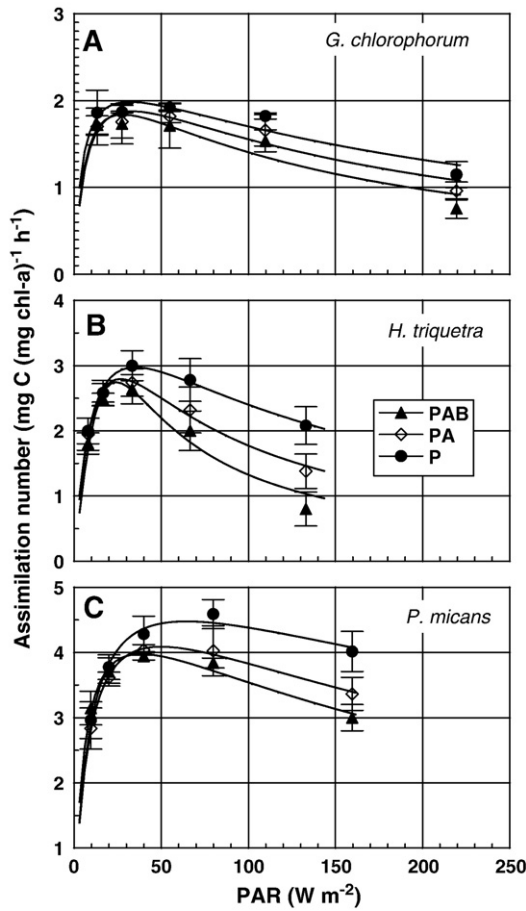 A
G. chlorophorum
3
2
1
0
B
H. triquetra
4
3
2
1
0
PAB
PA
P
C
P. micans
5
4
3
2
1
Assimilation number (mg C (mg chl-a)⁻¹ h⁻¹)
0 50 100 150 200 250
PAR (W m⁻²)